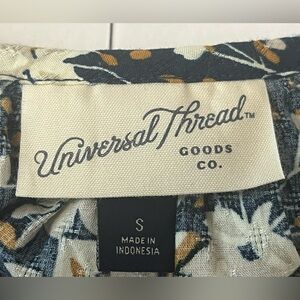 Universal Thread™
GOODS
CO.
S
MADE IN
INDONESIA